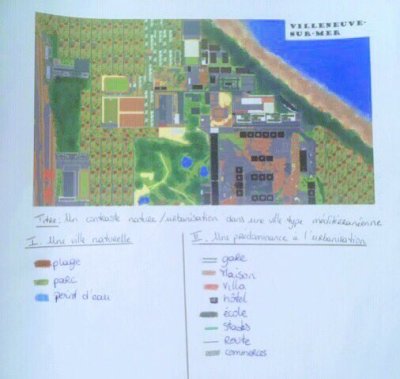 VILLENEUVE-
SUR-MER
Titre: Un contraste nature/urbanisation dans une ville type méditeranéenne
I. Une ville naturelle
II. Une prédominance à l'urbanisation
plage
parc
point d'eau
gare
maison
villa
hôtel
école
stades
route
commerces